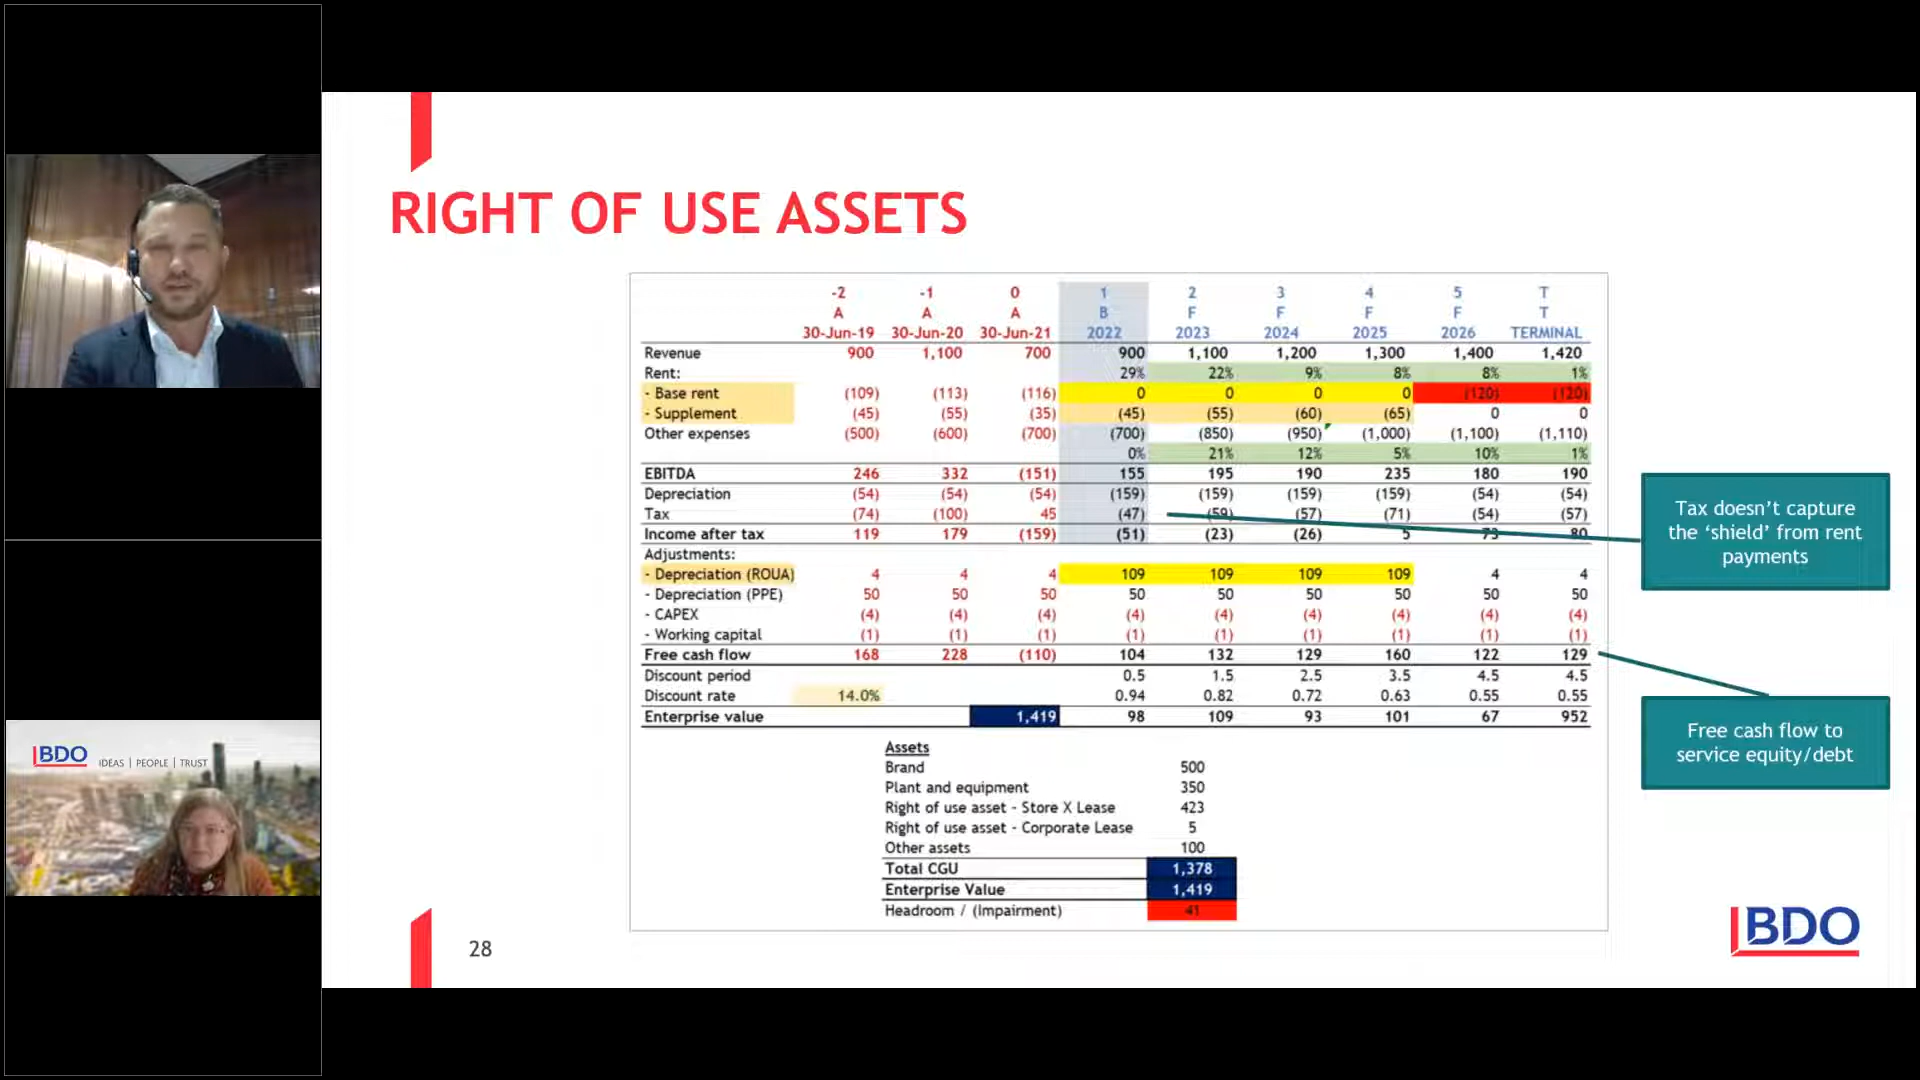 RIGHT OF USE ASSETS
-2 -1 0 1 2 3 4 5 T
A A A B F F F F T
30-Jun-19 30-Jun-20 30-Jun-21 2022 2023 2024 2025 2026 TERMINAL
Revenue 900 1,100 700 900 1,100 1,200 1,300 1,400 1,420
Rent: 29% 22% 9% 8% 8% 1%
- Base rent (109) (113) (116) 0 0 0 0 (120) (120)
- Supplement (45) (55) (35) (45) (55) (60) (65) 0 0
Other expenses (500) (600) (700) (700) (850) (950) (1,000) (1,100) (1,110)
0% 21% 12% 5% 10% 1%
EBITDA 246 332 (151) 155 195 190 235 180 190
Depreciation (54) (54) (54) (159) (159) (159) (159) (54) (54)
Tax (74) (100) 45 (47) (59) (57) (71) (54) (57)
Income after tax 119 179 (159) (51) (23) (26) 5 73 80
Adjustments:
- Depreciation (ROUA) 4 4 4 109 109 109 109 4 4
- Depreciation (PPE) 50 50 50 50 50 50 50 50 50
- CAPEX (4) (4) (4) (4) (4) (4) (4) (4) (4)
- Working capital (1) (1) (1) (1) (1) (1) (1) (1) (1)
Free cash flow 168 228 (110) 104 132 129 160 122 129
Discount period 0.5 1.5 2.5 3.5 4.5 4.5
Discount rate 14.0% 0.94 0.82 0.72 0.63 0.55 0.55
Enterprise value 1,419 98 109 93 101 67 952
Assets
Brand 500
Plant and equipment 350
Right of use asset - Store X Lease 423
Right of use asset - Corporate Lease 5
Other assets 100
Total CGU 1,378
Enterprise Value 1,419
Headroom / (Impairment) 41
Tax doesn't capture
the 'shield' from rent
payments
Free cash flow to
service equity/debt
28
BDO
BDO IDEAS | PEOPLE | TRUST